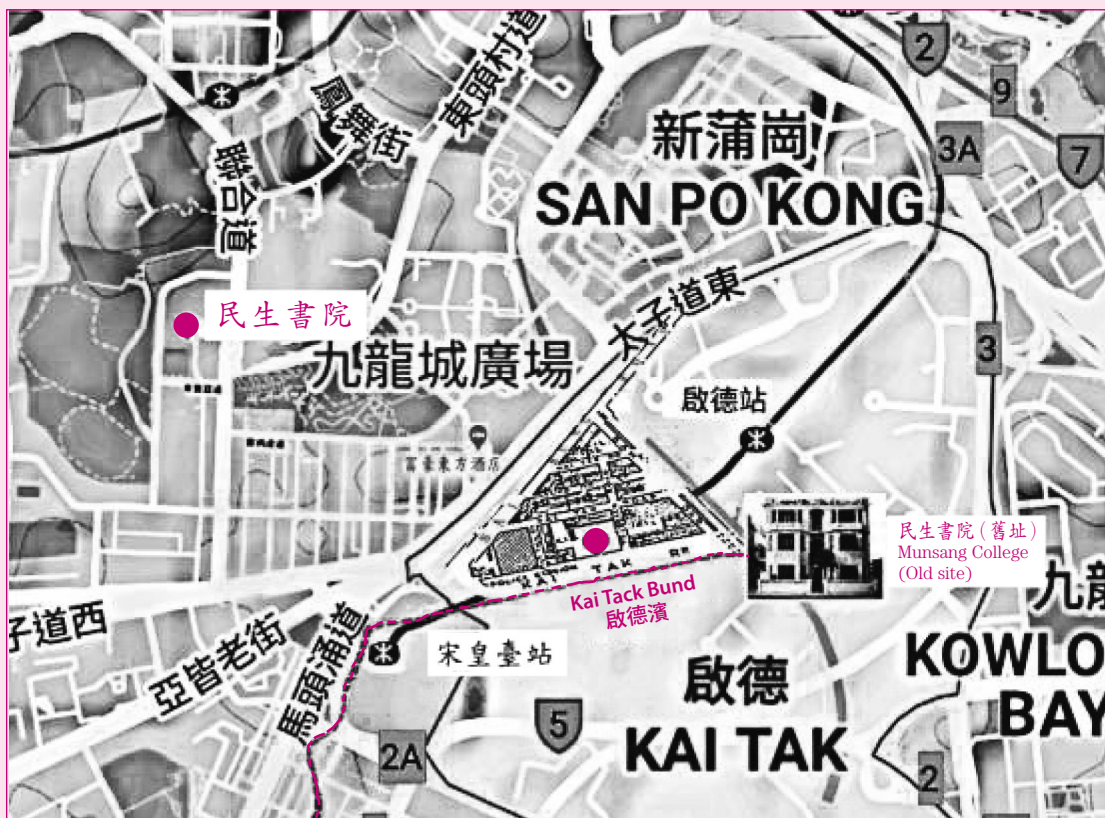 2
9
3A
7
鳳舞街
東頭村道
聯合道
新蒲崗
SAN PO KONG
太子道東
3
民生書院
九龍城廣場
啟德站
富豪東方酒店
民生書院（舊址）
Munsang College
(Old site)
KAI TAK
Kai Tack Bund
啟德濱
子道西
亞皆老街
馬頭涌道
宋皇臺站
九龍
KOWLO
BAY
啟德
KAI TAK
5
2A
2